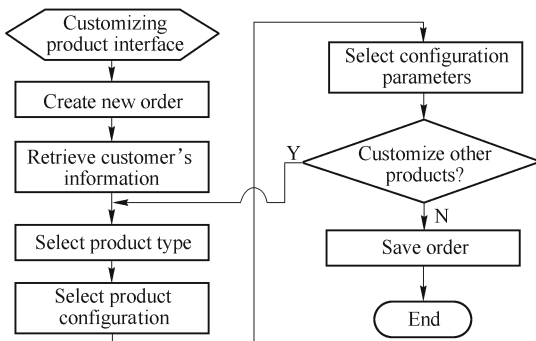 Customizing
product interface
Create new order
Retrieve customer's
information
Select product type
Select product
configuration
Select configuration
parameters
Customize other
products?
Y
N
Save order
End